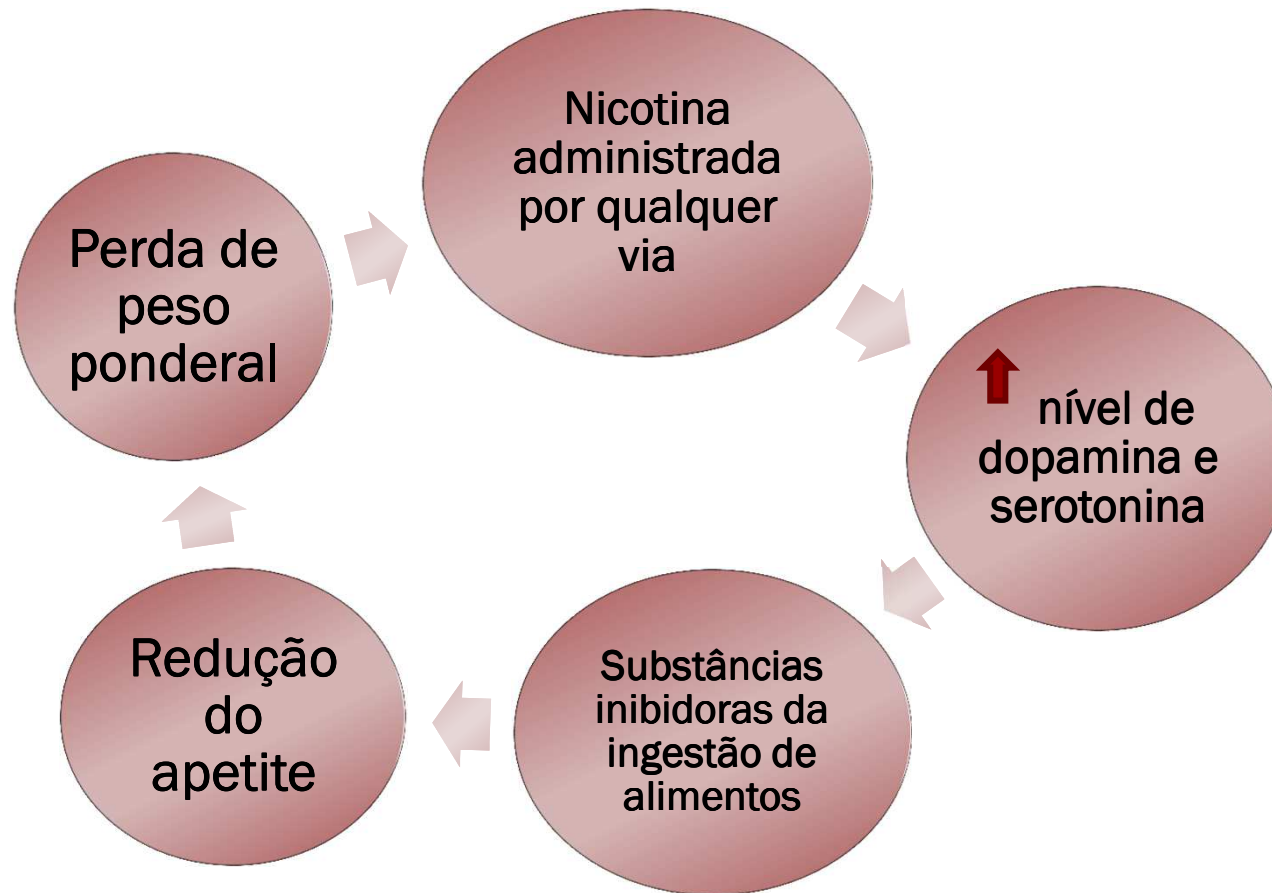 Nicotina
administrada
por qualquer
via
nível de
dopamina e
serotonina
Substâncias
inibidoras da
ingestão de
alimentos
Redução
do
apetite
Perda de
peso
ponderal